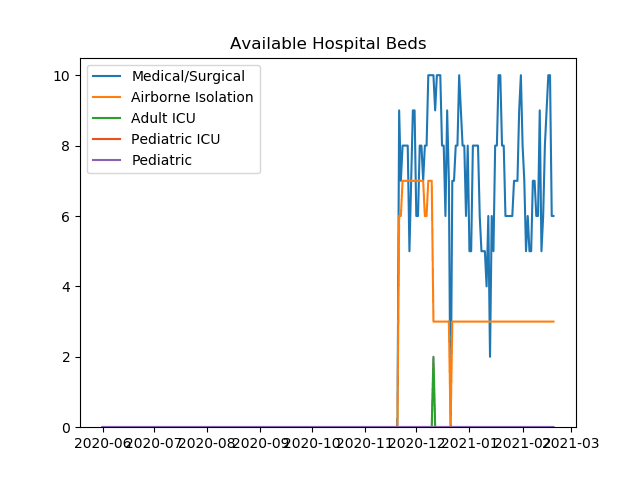 Available Hospital Beds
Medical/Surgical
Airborne Isolation
Adult ICU
Pediatric ICU
Pediatric
10
8
6
4
2
0
2020-06 2020-07 2020-08 2020-09 2020-10 2020-11 2020-12 2021-01 2021-02 2021-03